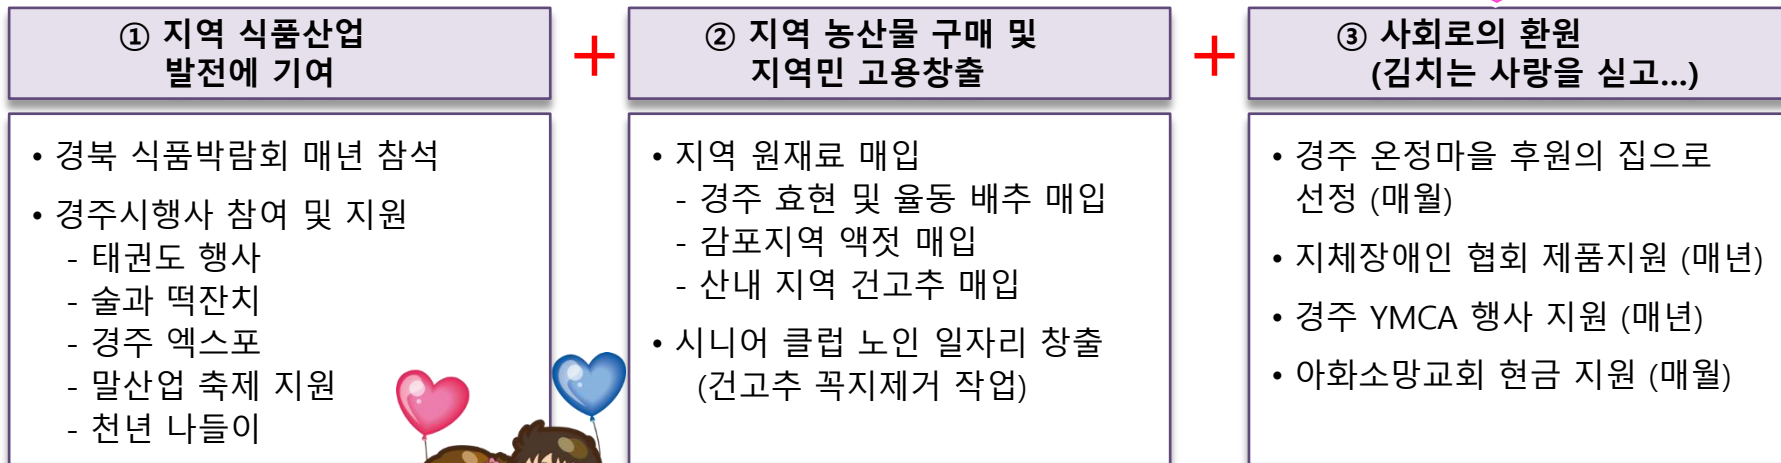 ① 지역 식품산업
발전에 기여
• 경북 식품박람회 매년 참석
• 경주시행사 참여 및 지원
- 태권도 행사
- 술과 떡잔치
- 경주 엑스포
- 말산업 축제 지원
- 천년 나들이
+
② 지역 농산물 구매 및
지역민 고용창출
• 지역 원재료 매입
- 경주 효현 및 율동 배추 매입
- 감포지역 액젓 매입
- 산내 지역 건고추 매입
• 시니어 클럽 노인 일자리 창출
(건고추 꼭지제거 작업)
+
③ 사회로의 환원
(김치는 사랑을 싣고...)
• 경주 온정마을 후원의 집으로
선정 (매월)
• 지체장애인 협회 제품지원 (매년)
• 경주 YMCA 행사 지원 (매년)
• 아화소망교회 현금 지원 (매월)